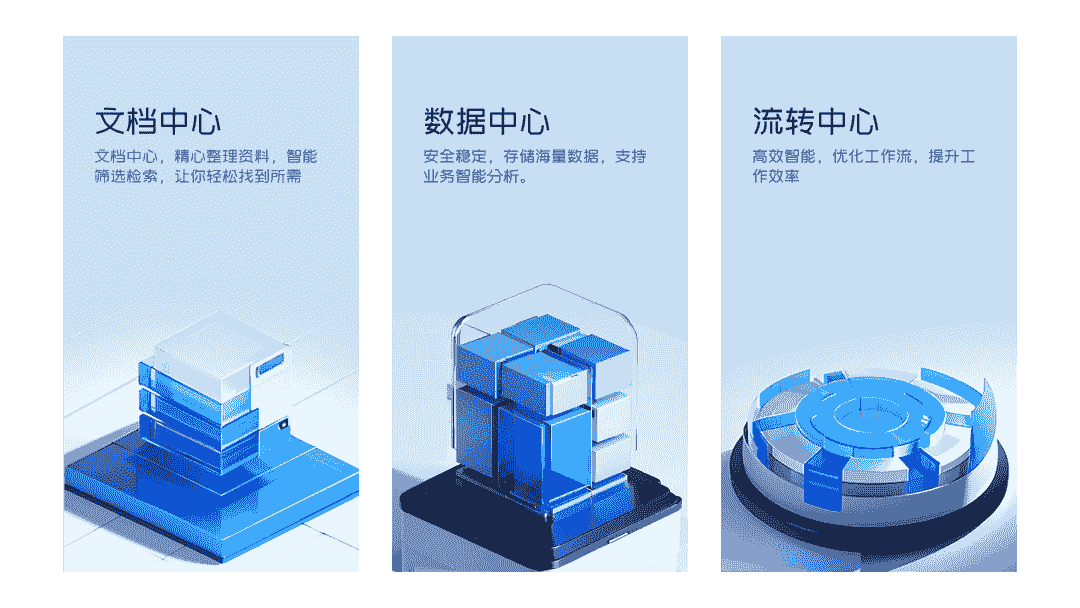 文档中心
文档中心，精心整理资料，智能
筛选检索，让你轻松找到所需
数据中心
安全稳定，存储海量数据，支持
业务智能分析。
流转中心
高效智能，优化工作流，提升工
作效率